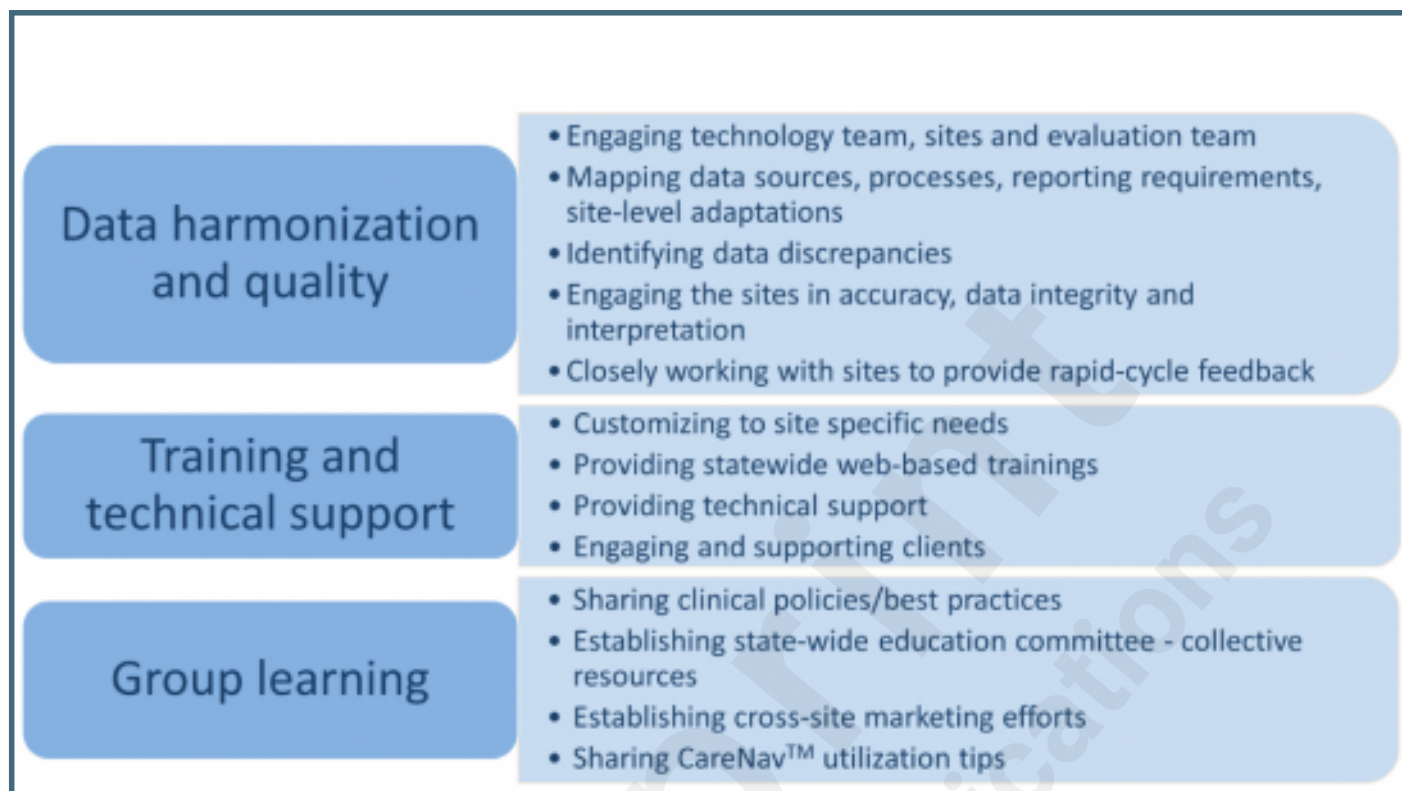 Data harmonization
and quality
• Engaging technology team, sites and evaluation team
• Mapping data sources, processes, reporting requirements,
site-level adaptations
• Identifying data discrepancies
• Engaging the sites in accuracy, data integrity and
interpretation
• Closely working with sites to provide rapid-cycle feedback
Training and
technical support
• Customizing to site specific needs
• Providing statewide web-based trainings
• Providing technical support
• Engaging and supporting clients
Group learning
• Sharing clinical policies/best practices
• Establishing state-wide education committee - collective
resources
• Establishing cross-site marketing efforts
• Sharing CareNav™ utilization tips